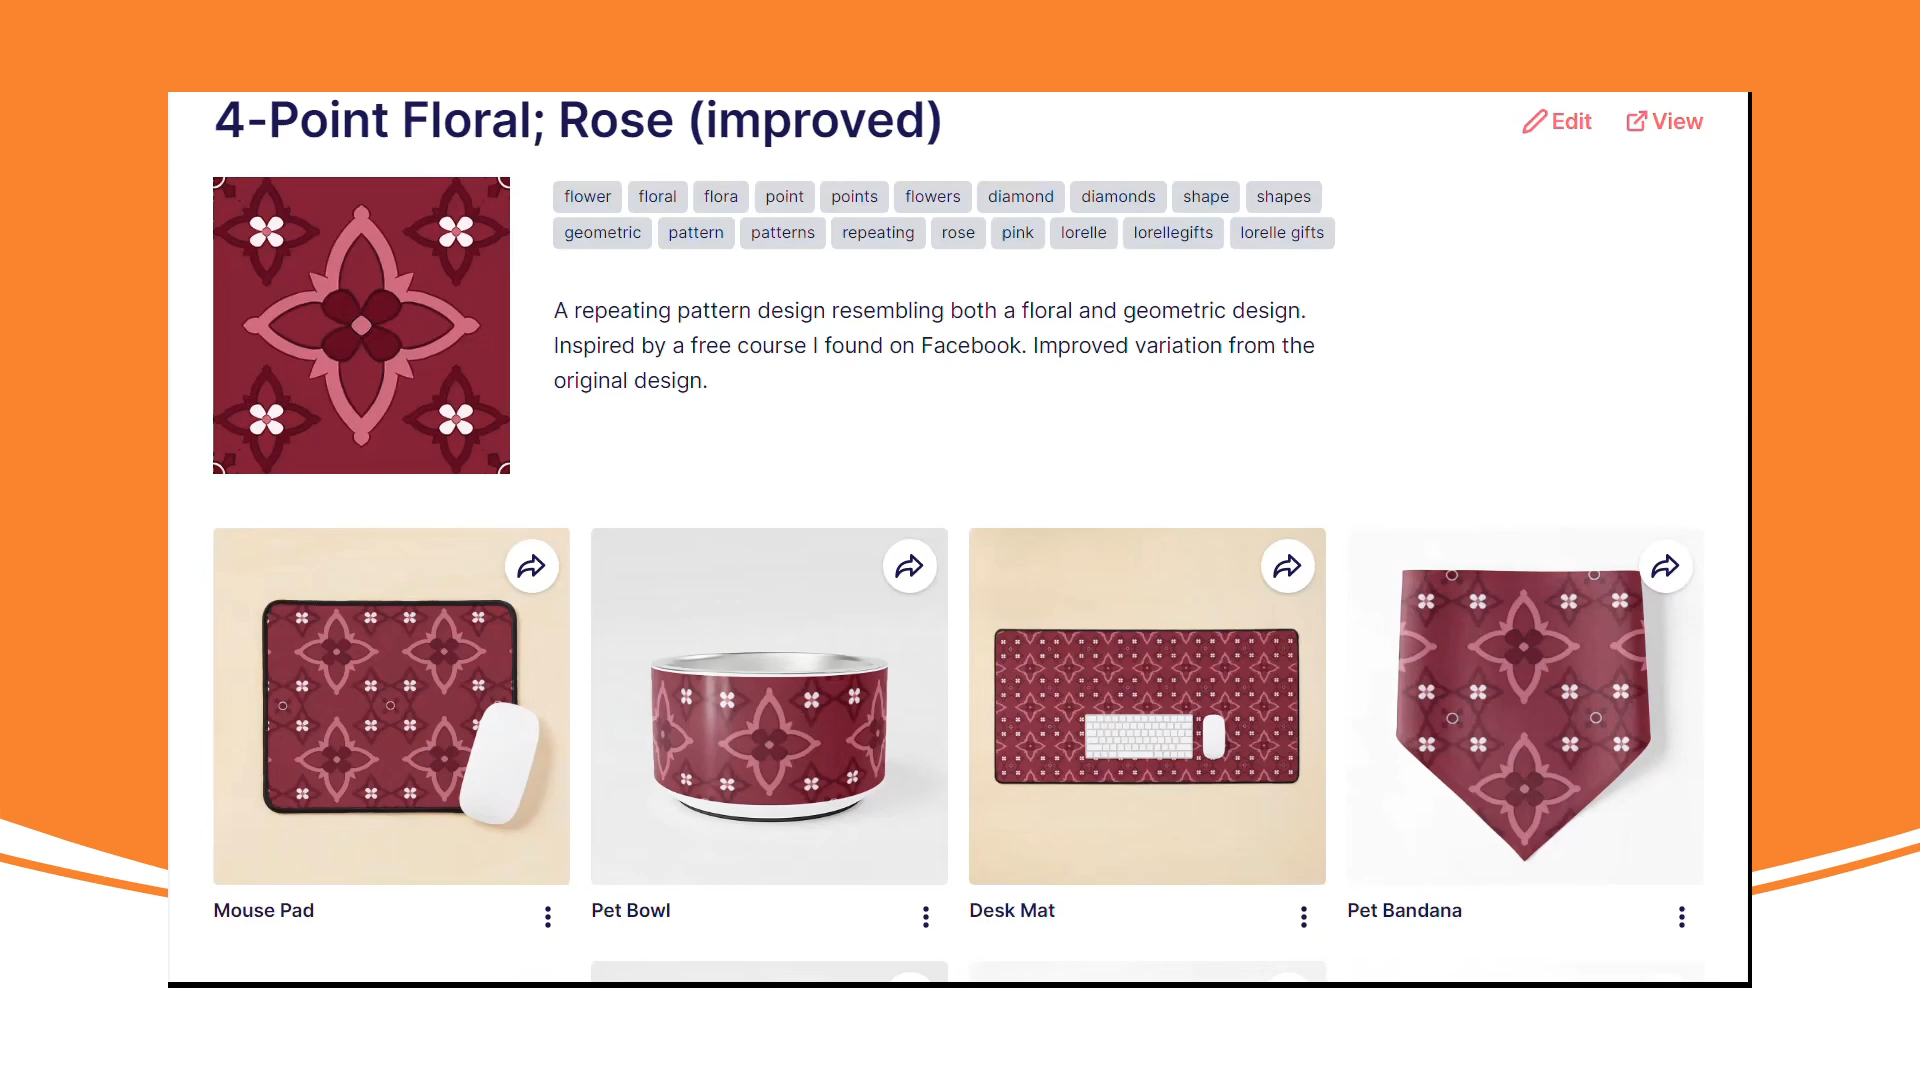 4-Point Floral; Rose (improved)
Edit View
flower floral flora point points flowers diamond diamonds shape shapes
geometric pattern patterns repeating rose pink lorelle lorellegifts lorelle gifts
A repeating pattern design resembling both a floral and geometric design.
Inspired by a free course I found on Facebook. Improved variation from the
original design.
Mouse Pad
Pet Bowl
Desk Mat
Pet Bandana